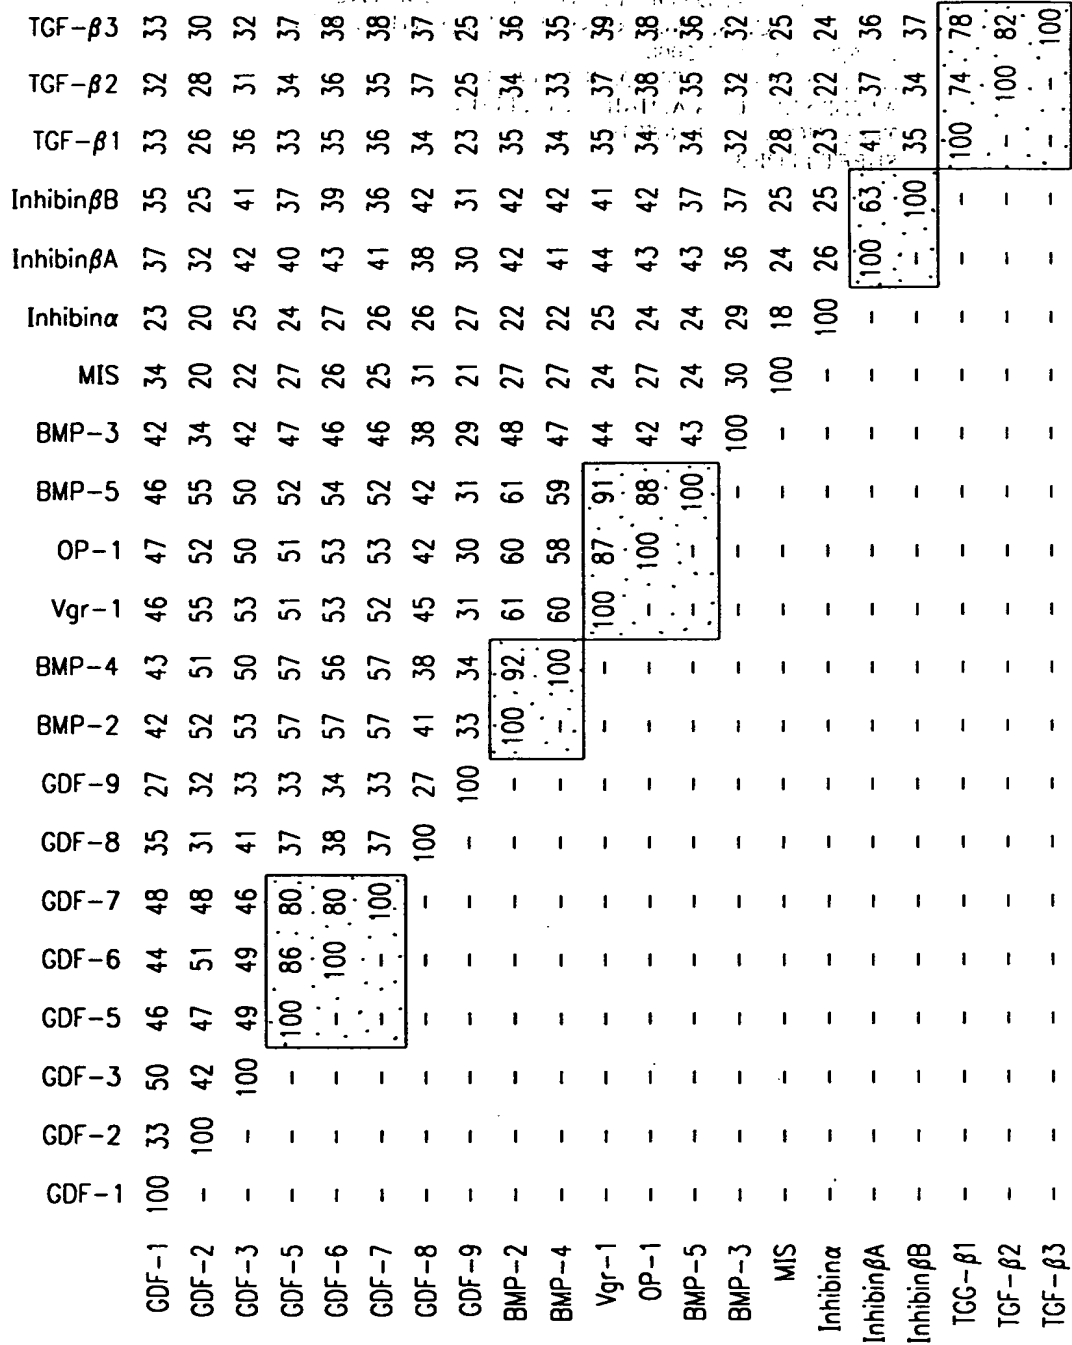 TGF-β3 33 30 32 37 38 38 37 25 36 35 39 38 36 32 25 24 36 37 78 82 100
TGF-β2 32 28 31 34 36 35 37 25 34 33 37 38 35 32 23 22 37 34 74 100 -
TGF-β1 33 26 36 33 35 36 34 23 35 34 35 34 34 32 28 23 41 35 100 - -
InhibinβB 35 25 41 37 39 36 42 31 42 42 41 42 37 37 25 25 63 100 - - -
InhibinβA 37 32 42 40 43 41 38 30 42 41 44 43 43 36 24 26 100 - - - -
Inhibinα 23 20 25 24 27 26 26 27 22 22 25 24 24 29 18 100 - - - - -
MIS 34 20 22 27 26 25 31 21 27 27 24 27 24 30 100 - - - - - -
BMP-3 42 34 42 47 46 46 38 29 48 47 44 42 43 100 - - - - - - -
BMP-5 46 55 50 52 54 52 42 31 61 59 91 88 100 - - - - - - - -
OP-1 47 52 50 51 53 53 42 30 60 58 87 100 - - - - - - - - -
Vgr-1 46 55 53 51 53 52 45 31 61 60 100 - - - - - - - - - -
BMP-4 43 51 50 57 56 57 38 34 92 100 - - - - - - - - - - -
BMP-2 42 52 53 57 57 57 41 33 100 - - - - - - - - - - - -
GDF-9 27 32 33 33 34 33 27 100 - - - - - - - - - - - - -
GDF-8 35 31 41 37 38 37 100 - - - - - - - - - - - - - -
GDF-7 48 48 46 80 80 100 - - - - - - - - - - - - - - -
GDF-6 44 51 49 86 100 - - - - - - - - - - - - - - - -
GDF-5 46 47 49 100 - - - - - - - - - - - - - - - - -
GDF-3 50 42 100 - - - - - - - - - - - - - - - - - -
GDF-2 33 100 - - - - - - - - - - - - - - - - - - -
GDF-1 100 - - - - - - - - - - - - - - - - - - - -
GDF-1
GDF-2
GDF-3
GDF-5
GDF-6
GDF-7
GDF-8
GDF-9
BMP-2
BMP-4
Vgr-1
OP-1
BMP-5
BMP-3
MIS
Inhibinα
InhibinβA
InhibinβB
TGG-β1
TGF-β2
TGF-β3